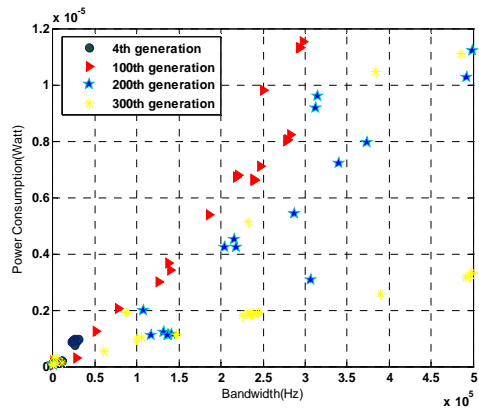 x 10^-5
1.2
1
0.8
0.6
0.4
0.2
0
Power Consumption(Watt)
4th generation
100th generation
200th generation
300th generation
0 0.5 1 1.5 2 2.5 3 3.5 4 4.5 5
Bandwidth(Hz)
x 10^5